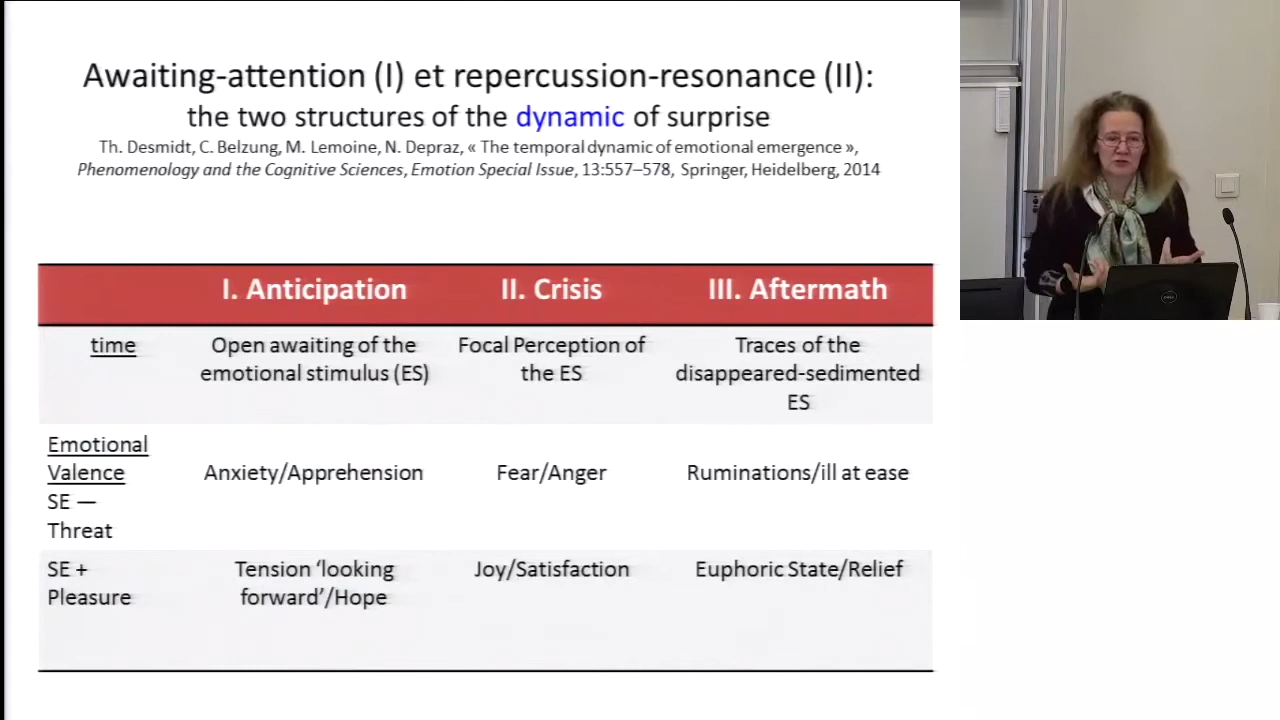 Awaiting-attention (I) et repercussion-resonance (II):
the two structures of the dynamic of surprise
Th. Desmidt, C. Belzung, M. Lemoine, N. Depraz, « The temporal dynamic of emotional emergence »,
Phenomenology and the Cognitive Sciences, Emotion Special Issue, 13:557–578, Springer, Heidelberg, 2014
I. Anticipation II. Crisis III. Aftermath
time
Open awaiting of the
emotional stimulus (ES)
Focal Perception of
the ES
Traces of the
disappeared-sedimented
ES
Emotional
Valence
SE —
Threat
Anxiety/Apprehension
Fear/Anger
Ruminations/ill at ease
SE +
Pleasure
Tension ‘looking
forward’/Hope
Joy/Satisfaction
Euphoric State/Relief
DELL